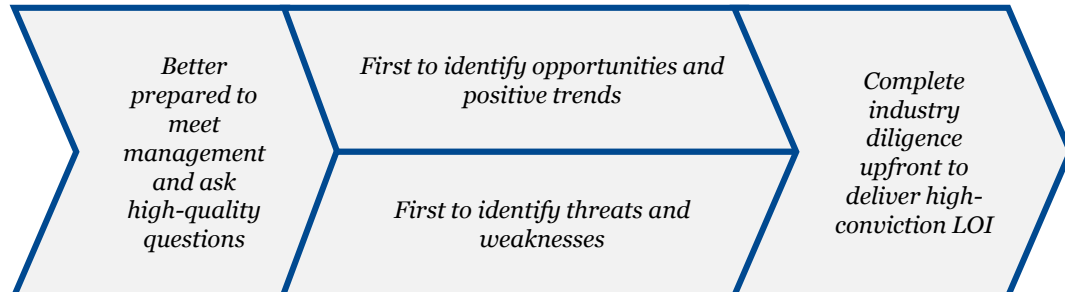 Better
prepared to
meet
management
and ask
high-quality
questions
First to identify opportunities and
positive trends
First to identify threats and
weaknesses
Complete
industry
diligence
upfront to
deliver high-
conviction LOI